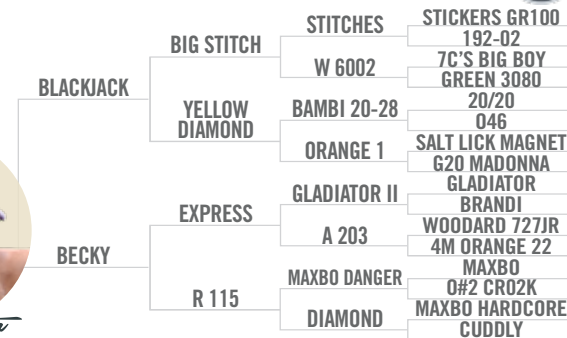 BLACKJACK
BIG STITCH
STITCHES
STICKERS GR100
192-02
W 6002
7C'S BIG BOY
GREEN 3080
YELLOW
DIAMOND
BAMBI 20-28
20/20
046
ORANGE 1
SALT LICK MAGNET
G20 MADONNA
BECKY
EXPRESS
GLADIATOR II
GLADIATOR
BRANDI
A 203
WOODARD 727JR
4M ORANGE 22
R 115
MAXBO DANGER
MAXBO
O#2 CR02K
DIAMOND
MAXBO HARDCORE
CUDDLY